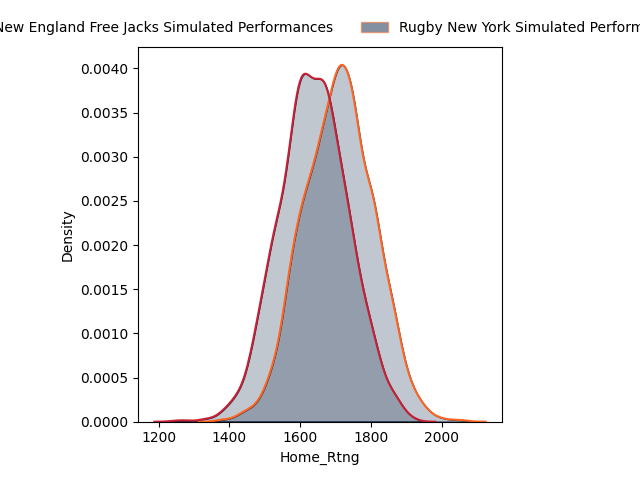 New England Free Jacks Simulated Performances Rugby New York Simulated Perform
0.0040
0.0035
0.0030
0.0025
0.0020
0.0015
0.0010
0.0005
0.0000
Density
1200 1400 1600 1800 2000
Home_Rtng